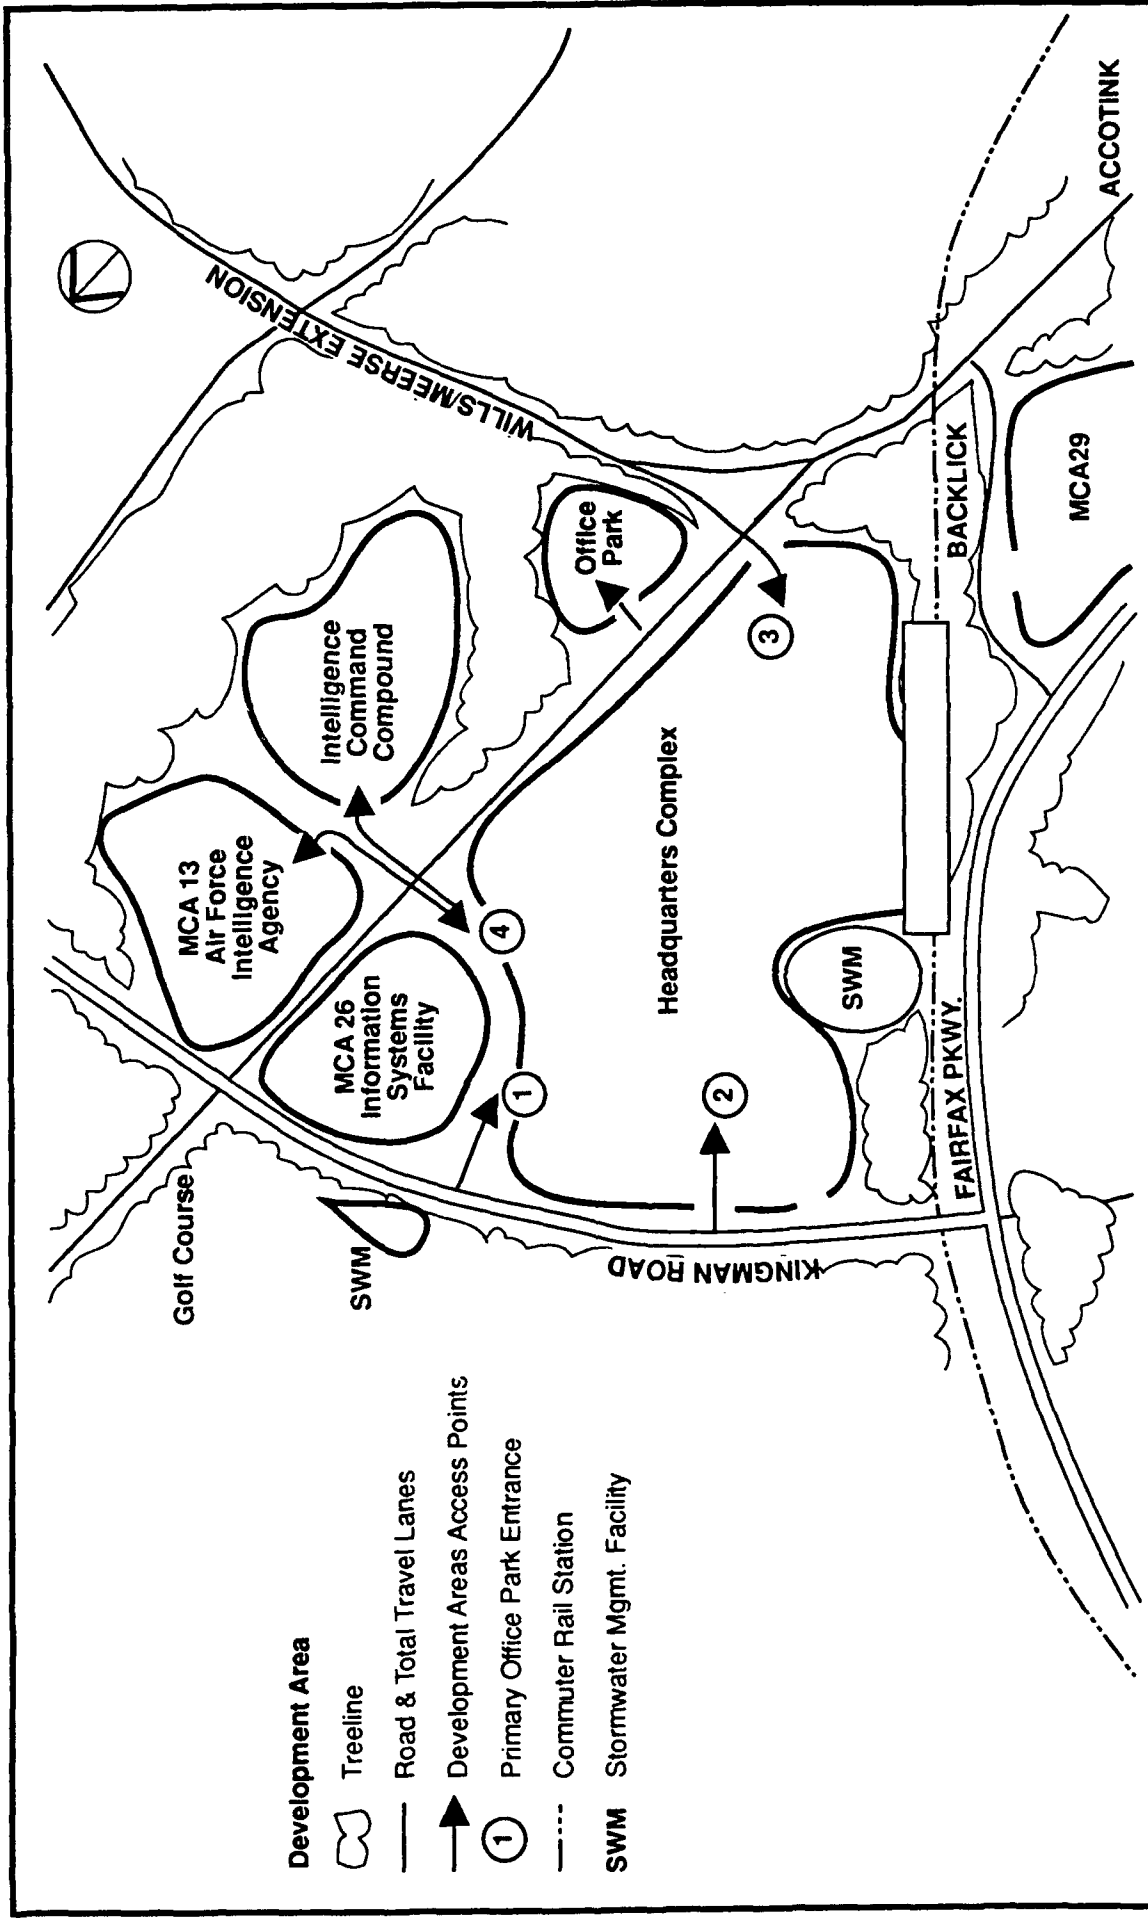 Development Area
Treeline
Road & Total Travel Lanes
Development Areas Access Points
1
Primary Office Park Entrance
Commuter Rail Station
SWM Stormwater Mgmt. Facility
Golf Course
SWM
KINGMAN ROAD
MCA 13
Air Force
Intelligence
Agency
MCA 26
Information
Systems
Facility
Intelligence
Command
Compound
Office
Park
WILLS/MEERSE EXTENSION
1
2
3
4
Headquarters Complex
SWM
FAIRFAX PKWY.
BACKLICK
MCA29
ACCOTINK